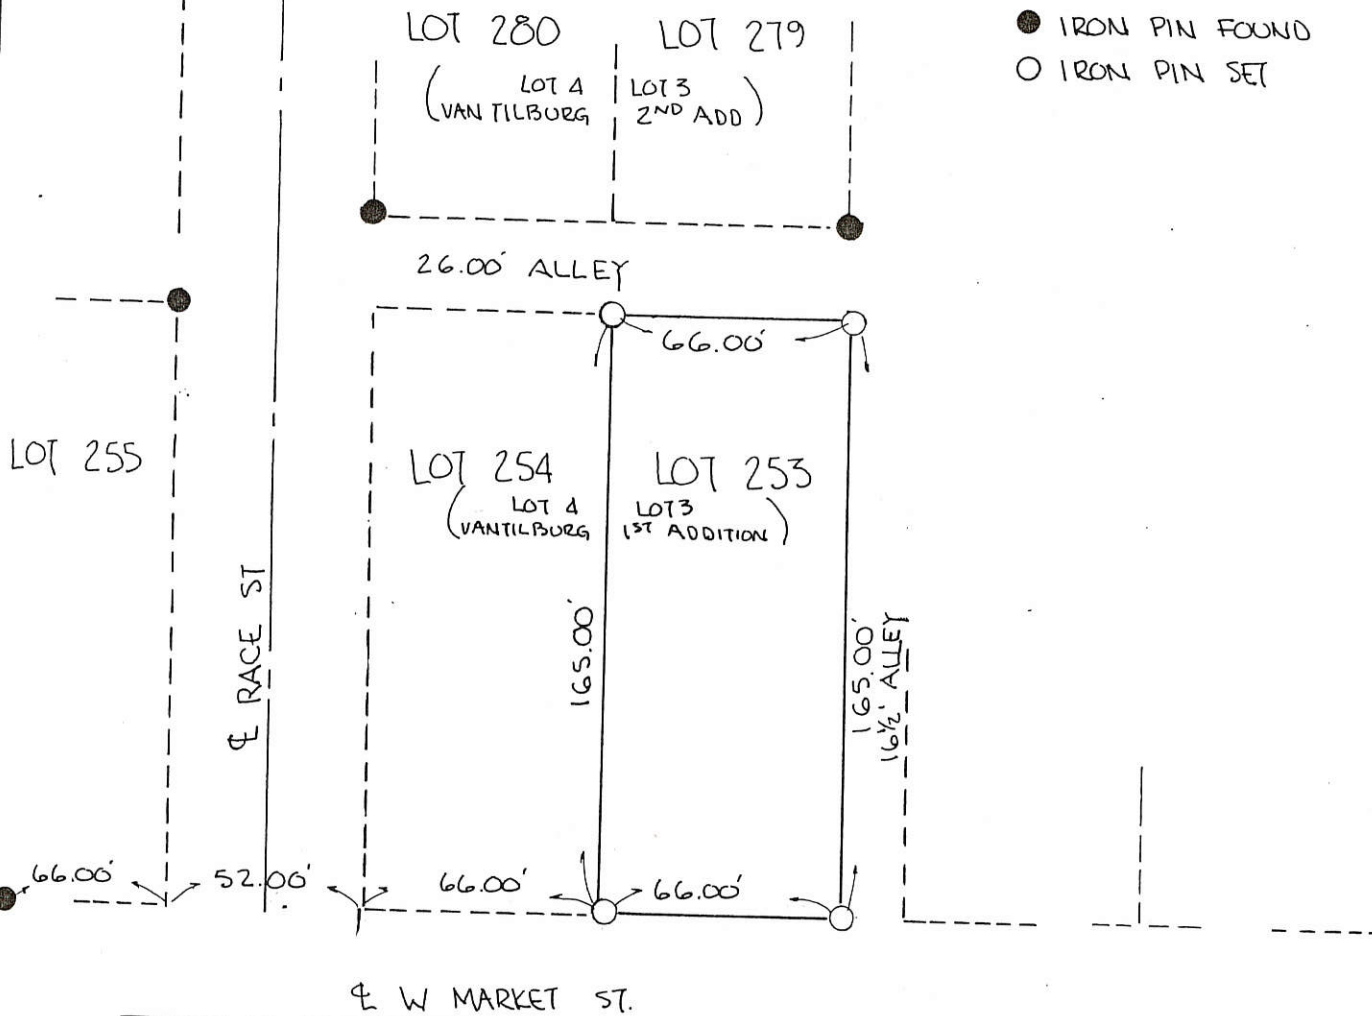 LOT 280
LOT 279
IRON PIN FOUND
IRON PIN SET
LOT 4
(VAN TILBURG
LOT 3
2ND ADD)
26.00' ALLEY
66.00'
LOT 255
LOT 254
LOT 253
LOT 4
(VANTILBURG
LOT 3
1ST ADDITION)
℄ RACE ST
165.00'
165.00'
16½' ALLEY
66.00'
52.00'
66.00'
66.00'
℄ W MARKET ST.